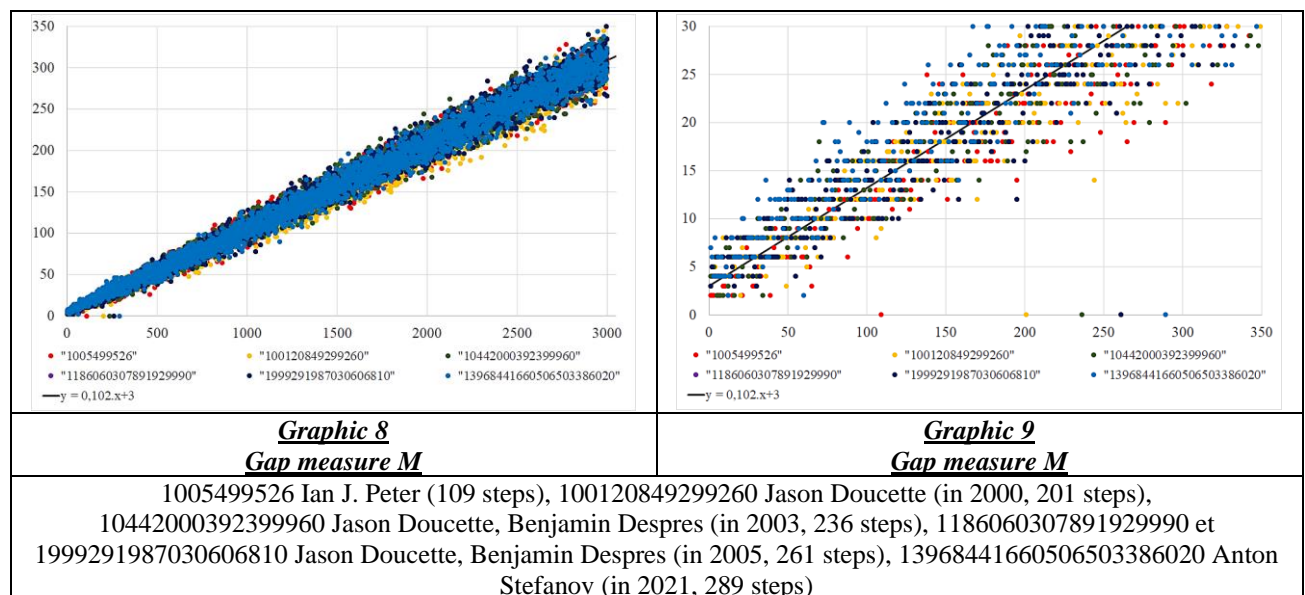 350
300
250
200
150
100
50
0
0 500 1000 1500 2000 2500 3000
"1005499526" "100120849299260" "10442000392399960"
"1186060307891929990" "1999291987030606810" "13968441660506503386020"
y = 0,102.x+3
30
25
20
15
10
5
0
0 50 100 150 200 250 300 350
"1005499526" "100120849299260" "10442000392399960"
"1186060307891929990" "1999291987030606810" "13968441660506503386020"
y = 0,102.x+3
Graphic 8
Gap measure M
Graphic 9
Gap measure M
1005499526 Ian J. Peter (109 steps), 100120849299260 Jason Doucette (in 2000, 201 steps),
10442000392399960 Jason Doucette, Benjamin Despres (in 2003, 236 steps), 1186060307891929990 et
1999291987030606810 Jason Doucette, Benjamin Despres (in 2005, 261 steps), 13968441660506503386020 Anton
Stefanov (in 2021, 289 steps)